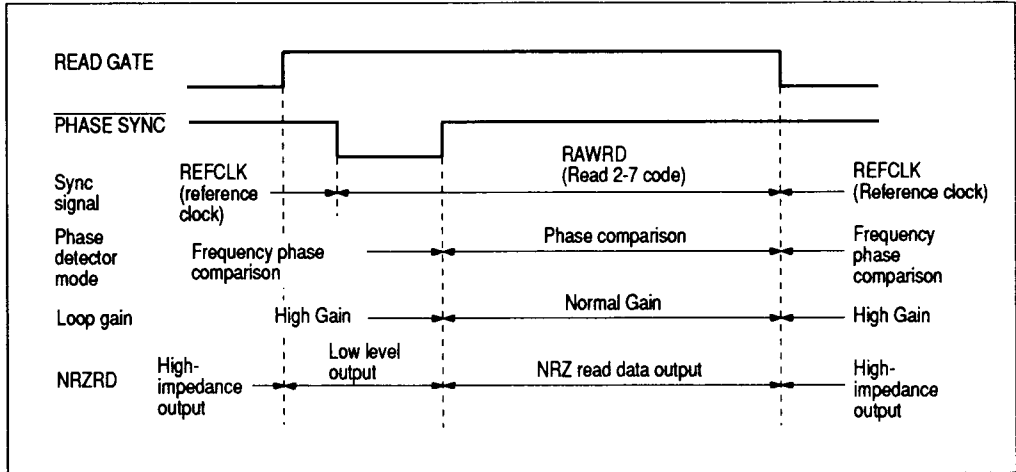 READ GATE
PHASE SYNC
Sync
signal
REFCLK
(reference
clock)
RAWRD
(Read 2-7 code)
REFCLK
(Reference clock)
Phase
detector
mode
Frequency phase
comparison
Phase comparison
Frequency
phase
comparison
Loop gain
High Gain
Normal Gain
High Gain
NRZRD
High-
impedance
output
Low level
output
NRZ read data output
High-
impedance
output